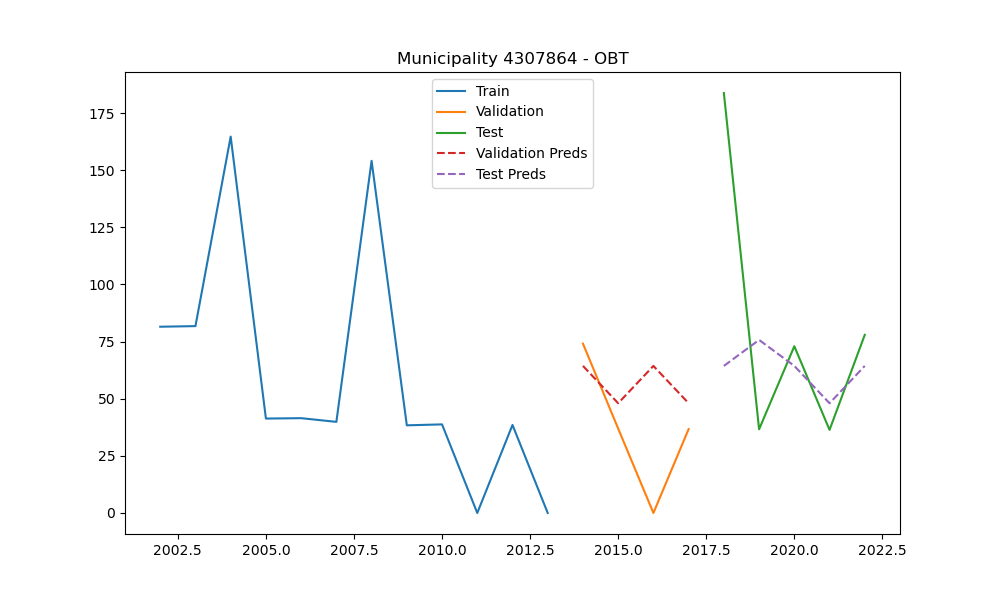 Municipality 4307864 - OBT
Train
Validation
Test
Validation Preds
Test Preds
175
150
125
100
75
50
25
0
2002.5 2005.0 2007.5 2010.0 2012.5 2015.0 2017.5 2020.0 2022.5